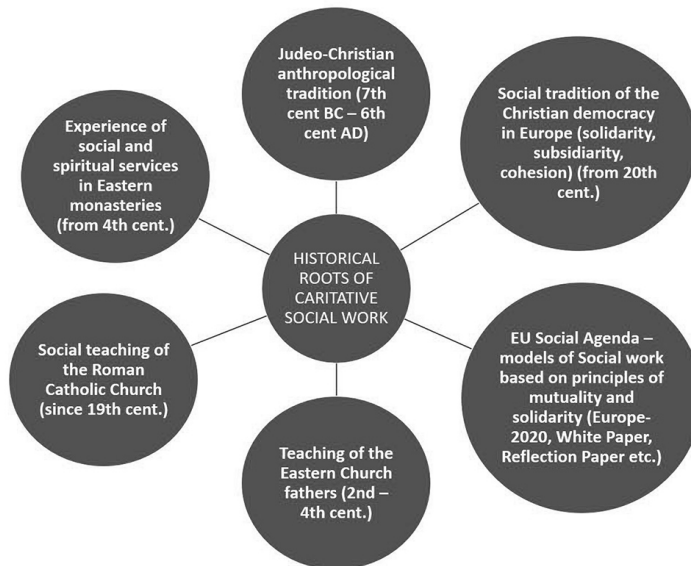 Judeo-Christian
anthropological
tradition (7th
cent BC – 6th
cent AD)
Social tradition of the
Christian democracy
in Europe (solidarity,
subsidiarity,
cohesion) (from 20th
cent.)
Experience of
social and
spiritual services
in Eastern
monasteries
(from 4th cent.)
HISTORICAL
ROOTS OF
CARITATIVE
SOCIAL WORK
Social teaching of
the Roman
Catholic Church
(since 19th cent.)
EU Social Agenda –
models of Social work
based on principles of
mutuality and
solidarity (Europe-
2020, White Paper,
Reflection Paper etc.)
Teaching of the
Eastern Church
fathers (2nd –
4th cent.)